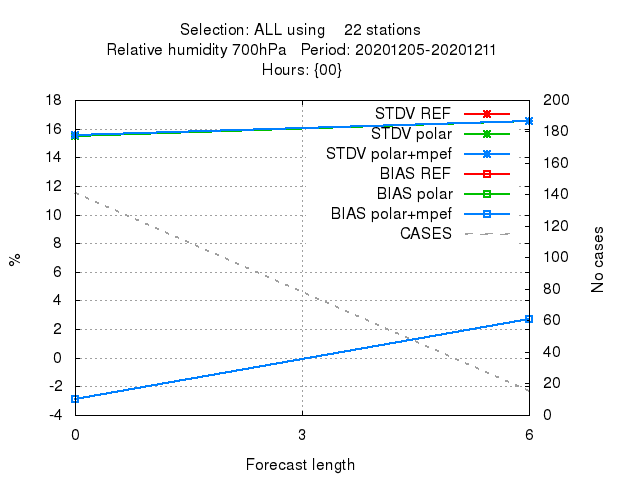 Selection: ALL using 22 stations
Relative humidity 700hPa Period: 20201205-20201211
Hours: {00}
18 200
16 180
14 160
12 140
10 120
8 100
6 80
4 60
2 40
0 20
-2 0
-4
STDV REF
STDV polar
STDV polar+mpef
BIAS REF
BIAS polar
BIAS polar+mpef
CASES
%
No cases
0 3 6
Forecast length